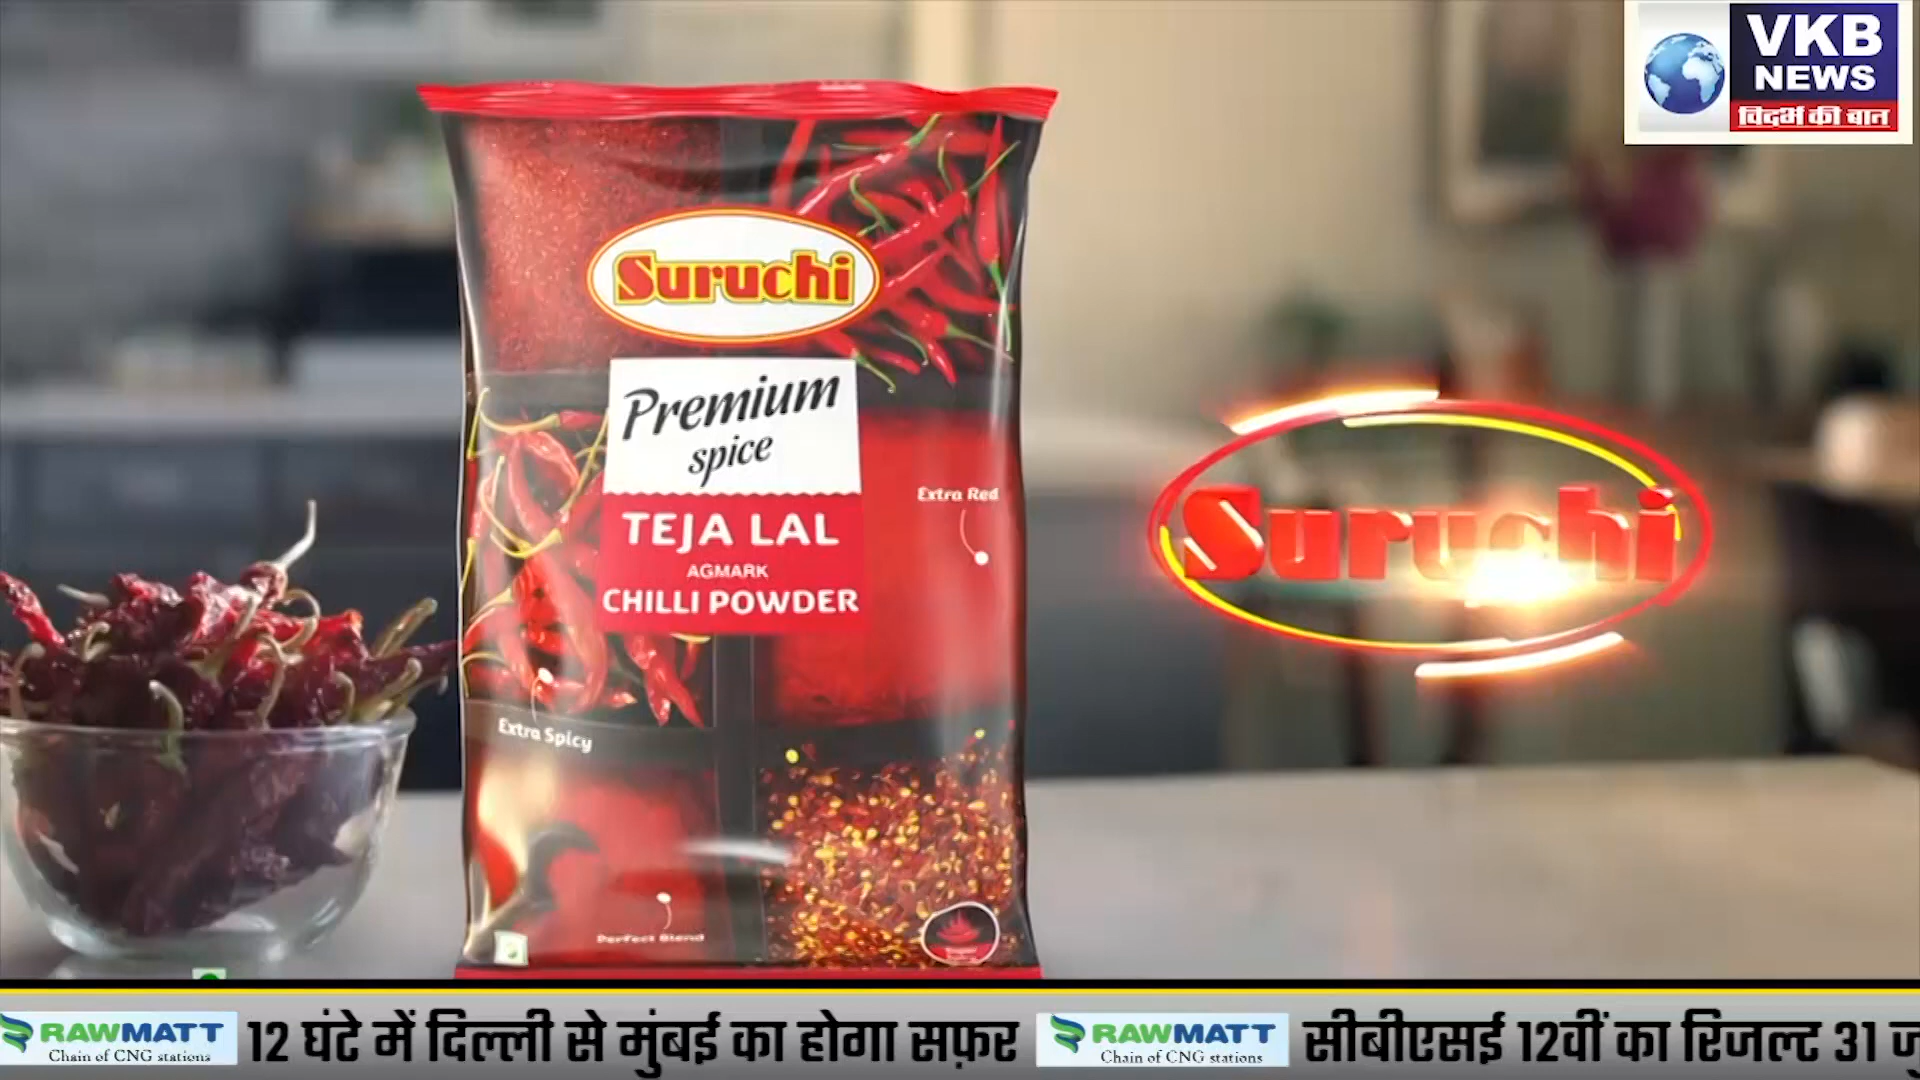 VKB
NEWS
विदर्भ की बात
Suruchi
Premium
spice
Extra Red
TEJA LAL
AGMARK
CHILLI POWDER
Suruchi
Extra Spicy
Perfect Blend
RAWMATT
Chain of CNG stations
12 घंटे में दिल्ली से मुंबई का होगा सफ़र
RAWMATT
Chain of CNG stations
सीबीएसई 12वीं का रिजल्ट 31